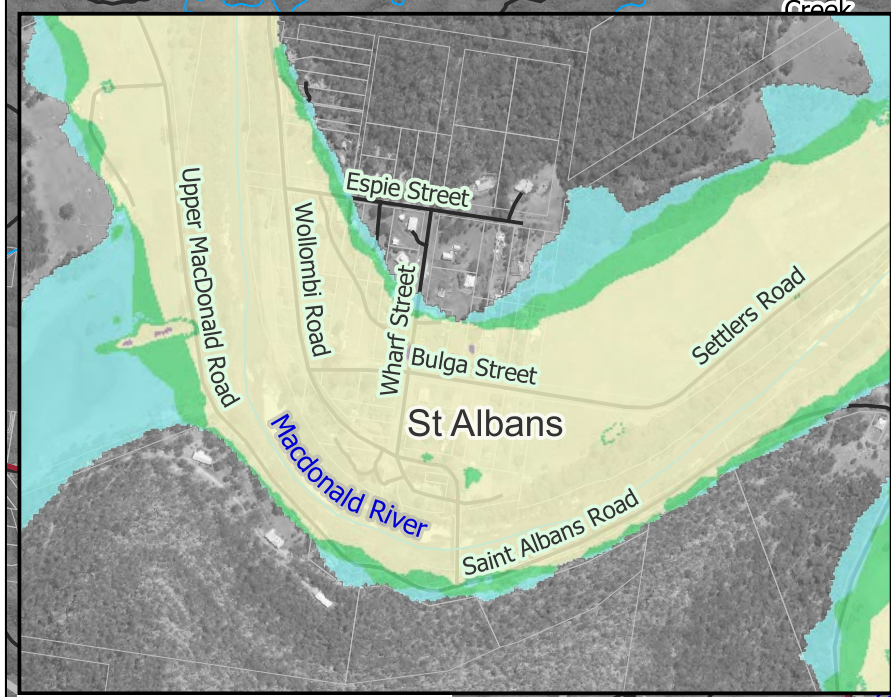 Creek
Espie Street
Upper MacDonald Road
Wollombi Road
Wharf Street
Settlers Road
Bulga Street
St Albans
Macdonald River
Saint Albans Road